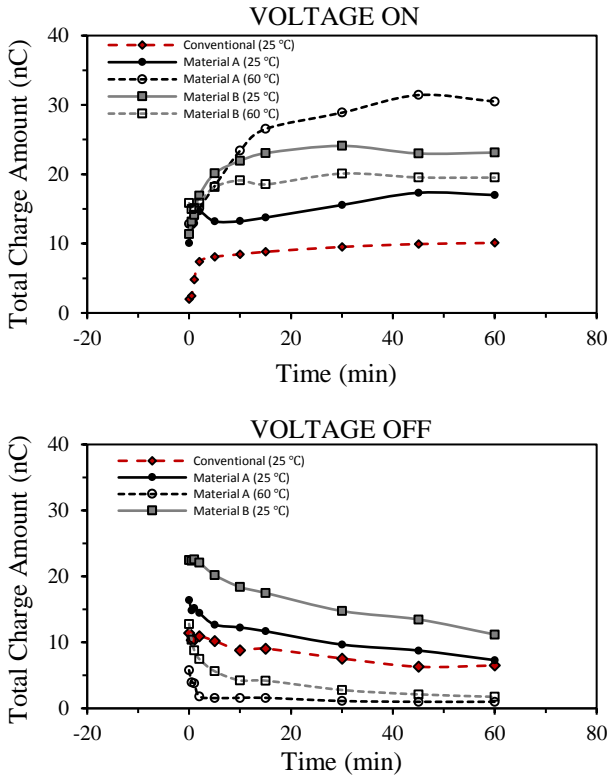 VOLTAGE ON
Total Charge Amount (nC)
40
30
20
10
0
Conventional (25 °C)
Material A (25 °C)
Material A (60 °C)
Material B (25 °C)
Material B (60 °C)
-20 0 20 40 60 80
Time (min)
VOLTAGE OFF
Total Charge Amount (nC)
40
30
20
10
0
Conventional (25 °C)
Material A (25 °C)
Material A (60 °C)
Material B (25 °C)
-20 0 20 40 60 80
Time (min)